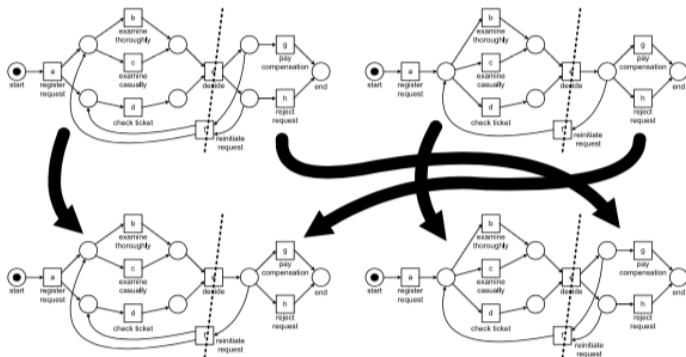 b
examine
thoroughly
g
pay
compensation
c
a
start
register
request
examine
casually
decide
end
d
h
check ticket
reject
request
reinitiate
request
b
examine
thoroughly
g
pay
compensation
c
a
start
register
request
examine
casually
decide
end
d
h
check ticket
reject
request
reinitiate
request
b
examine
thoroughly
g
pay
compensation
c
a
start
register
request
examine
casually
decide
end
d
h
check ticket
reject
request
reinitiate
request
b
examine
thoroughly
g
pay
compensation
c
a
start
register
request
examine
casually
decide
end
d
h
check ticket
reject
request
reinitiate
request